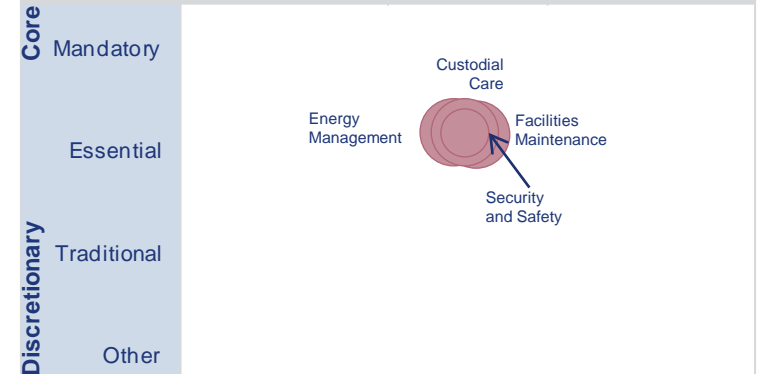 Core
Mandatory
Essential
Discretionary
Traditional
Other
Custodial
Care
Energy
Management
Facilities
Maintenance
Security
and Safety